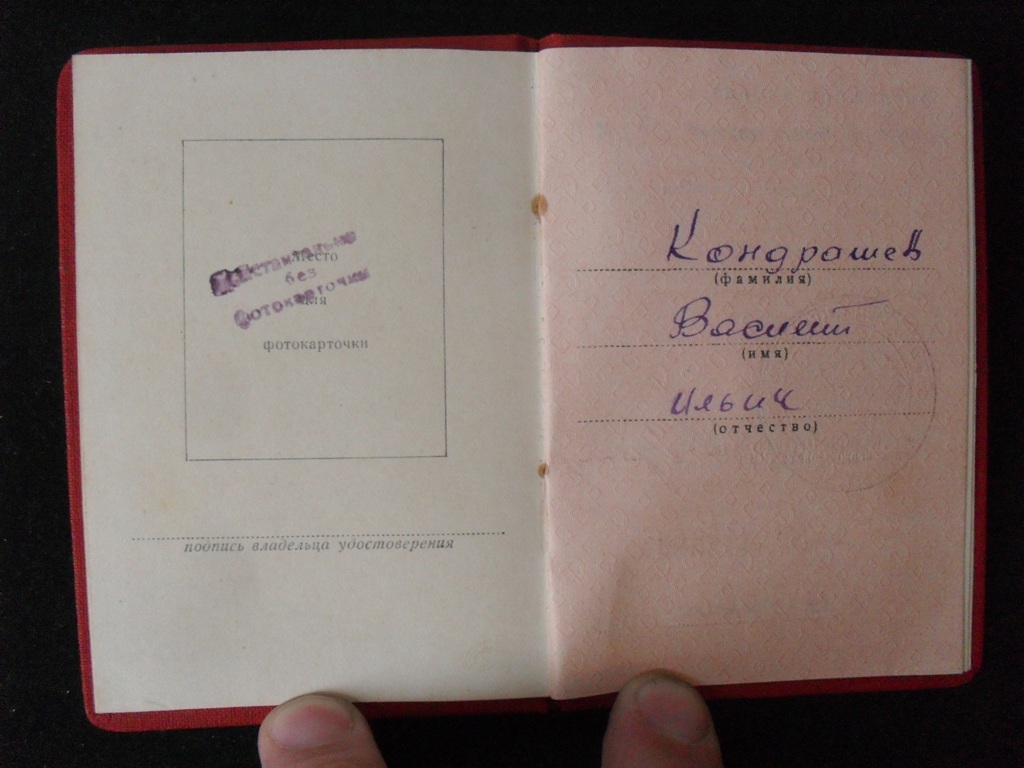 Действительно
Место
без
для
фотокарточки
фотокарточки
подпись владельца удостоверения
Кондрашев
(фамилия)
Василий
(имя)
Ильич
(отчество)